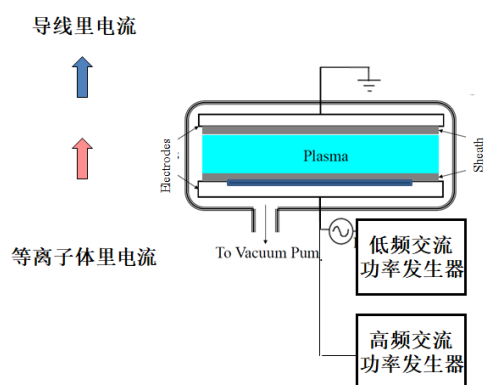 导线里电流
Electrodes
Plasma
Sheath
等离子体里电流
To Vacuum Pum
低频交流
功率发生器
高频交流
功率发生器